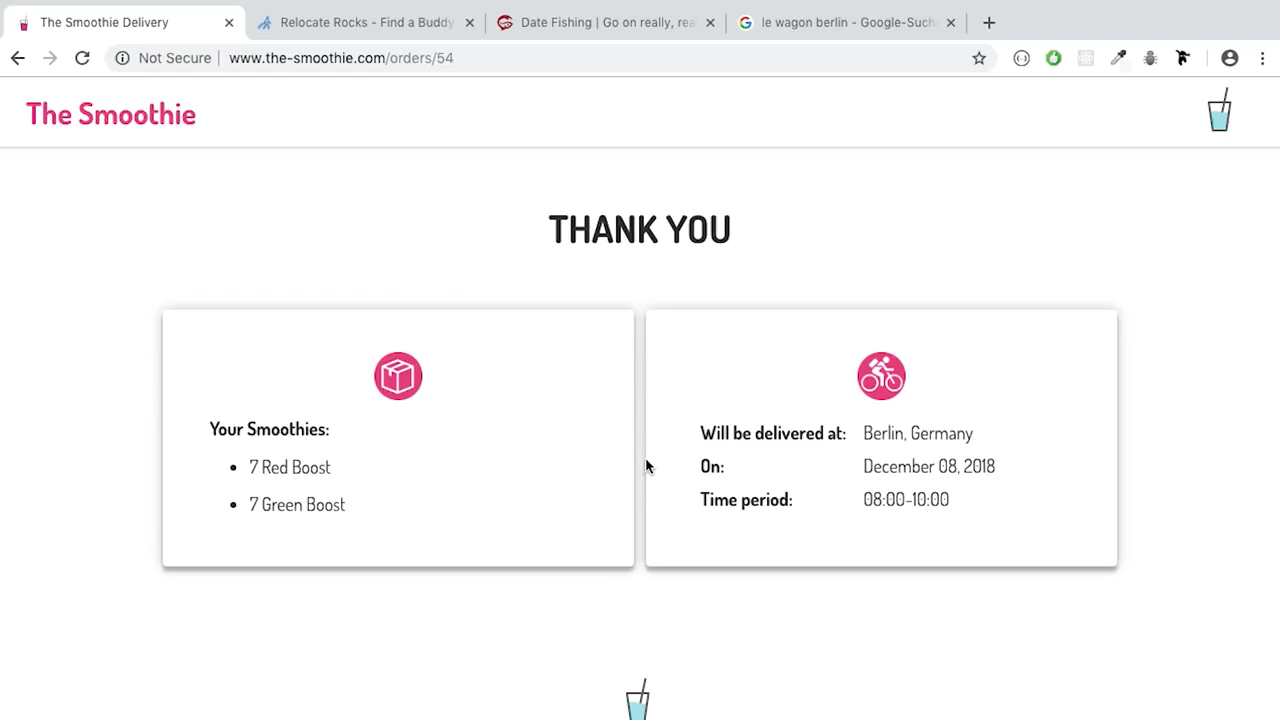 The Smoothie Delivery
Relocate Rocks - Find a Buddy
Date Fishing | Go on really, rea
le wagon berlin - Google-Such
Not Secure
www.the-smoothie.com/orders/54
The Smoothie
THANK YOU
Your Smoothies:
• 7 Red Boost
• 7 Green Boost
Will be delivered at: Berlin, Germany
On: December 08, 2018
Time period: 08:00-10:00